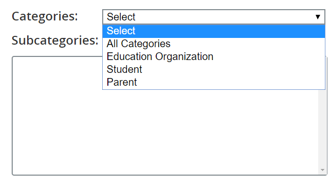 Categories: Select
Select
All Categories
Subcategories:
Education Organization
Student
Parent